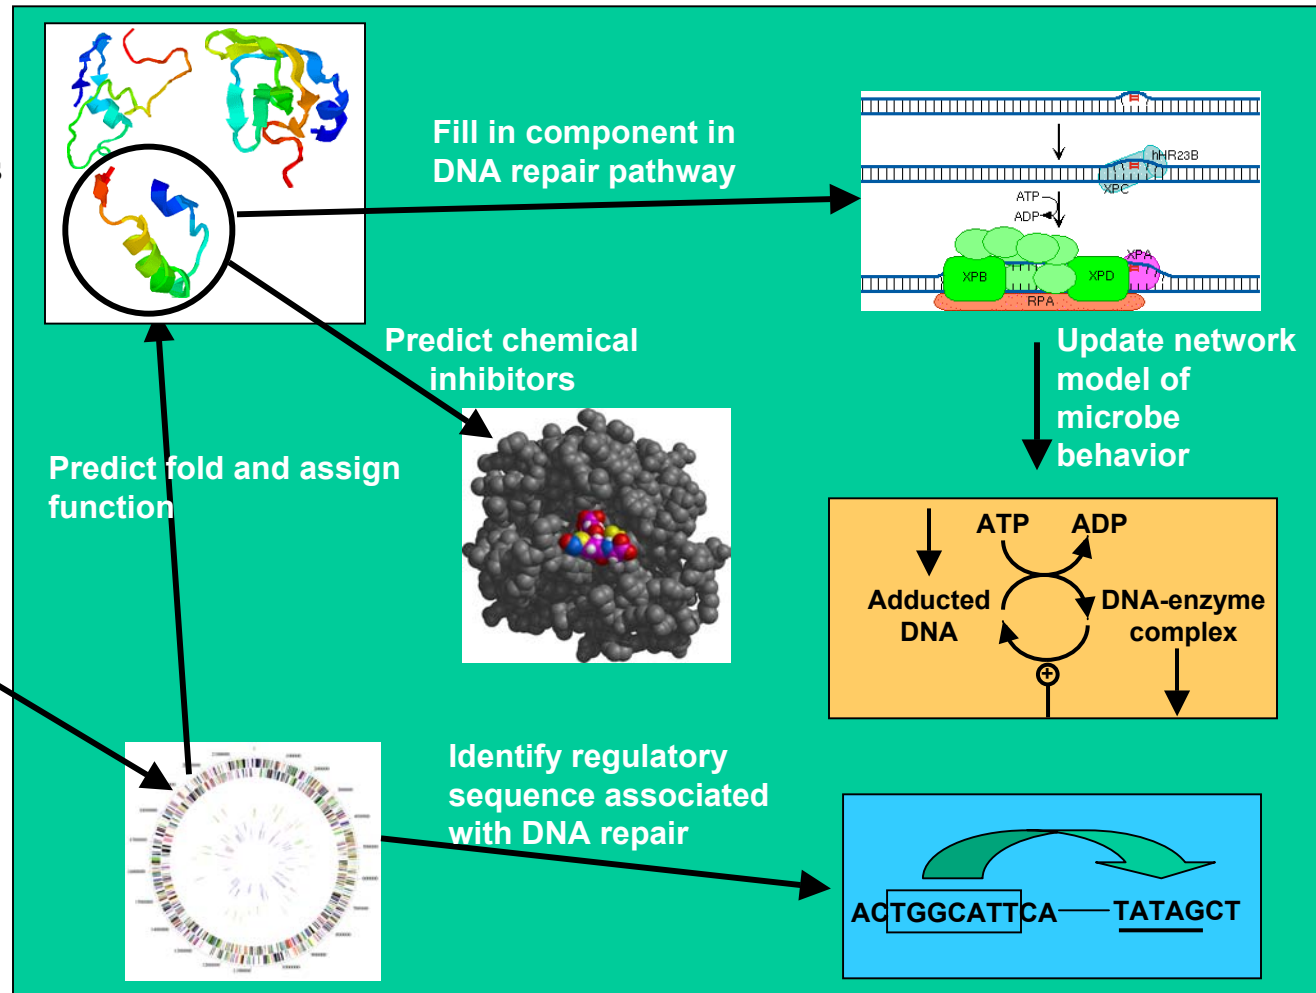 s
Fill in component in
DNA repair pathway
hHR23B
XPC
ATP
ADP
XPB
XPD
XPA
RPA
Predict chemical
inhibitors
Update network
model of
microbe
behavior
Predict fold and assign
function
ATP
ADP
Adducted
DNA
DNA-enzyme
complex
+
Identify regulatory
sequence associated
with DNA repair
ACTGGCATTCA
TATAGCT